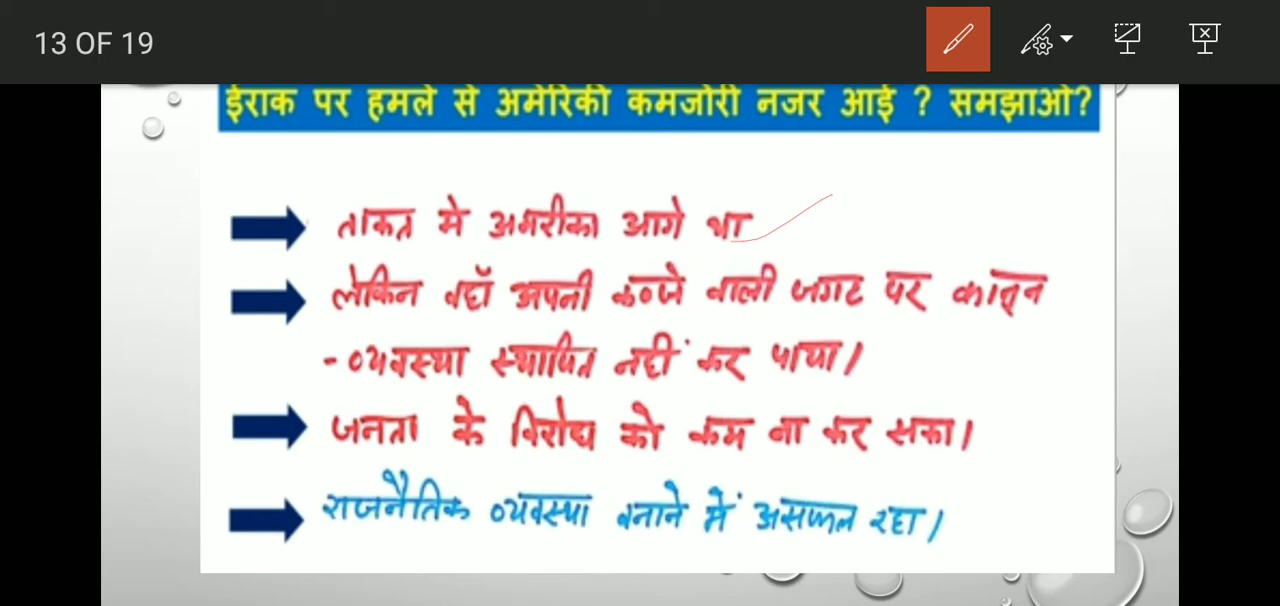 13 OF 19
ईराक पर हमले से अमेरिकी कमजोरी नजर आई ? समझाओ?
ताकत मे अमरीका आगे था
लेकिन वहाँ अपनी कब्जे वाली जगह पर कानून
-व्यवस्था स्थापित नहीं कर पाया।
जनता के विरोध को कम ना कर सका।
राजनैतिक व्यवस्था बनाने में असफल रहा।